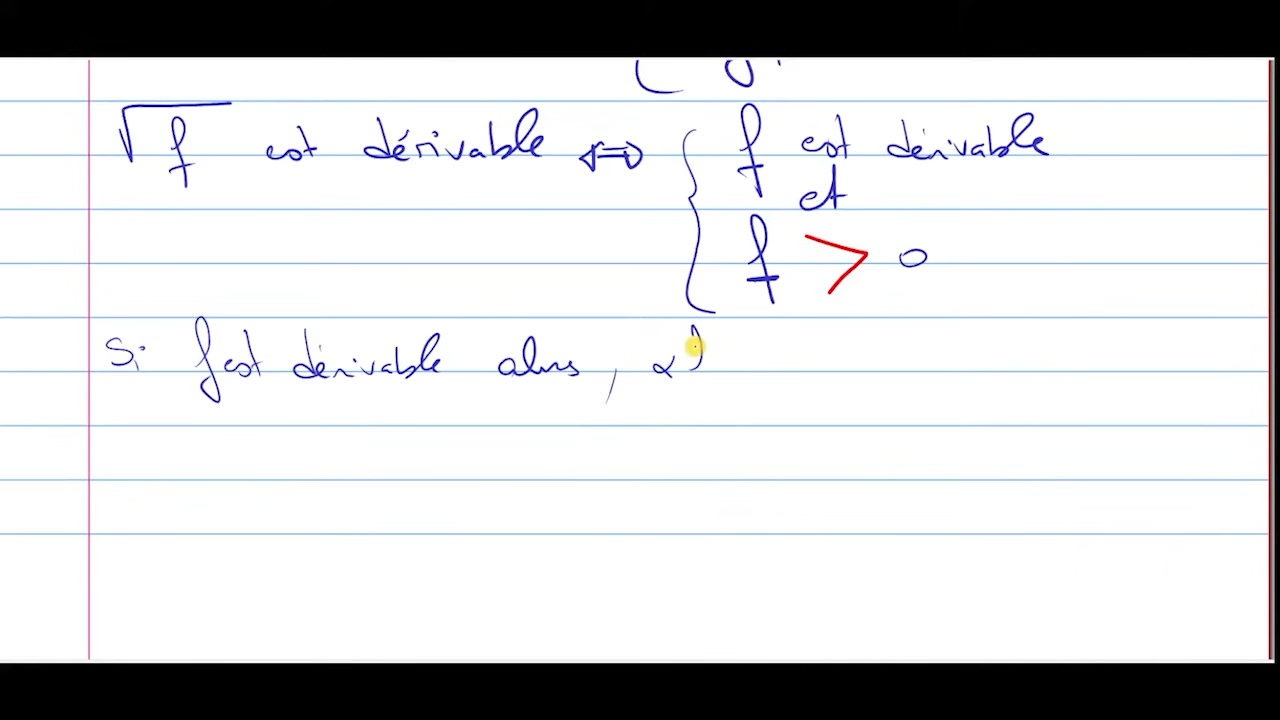 √f est dérivable ⟺ { f est dérivable
et
f > 0
Si f est dérivable alors, α